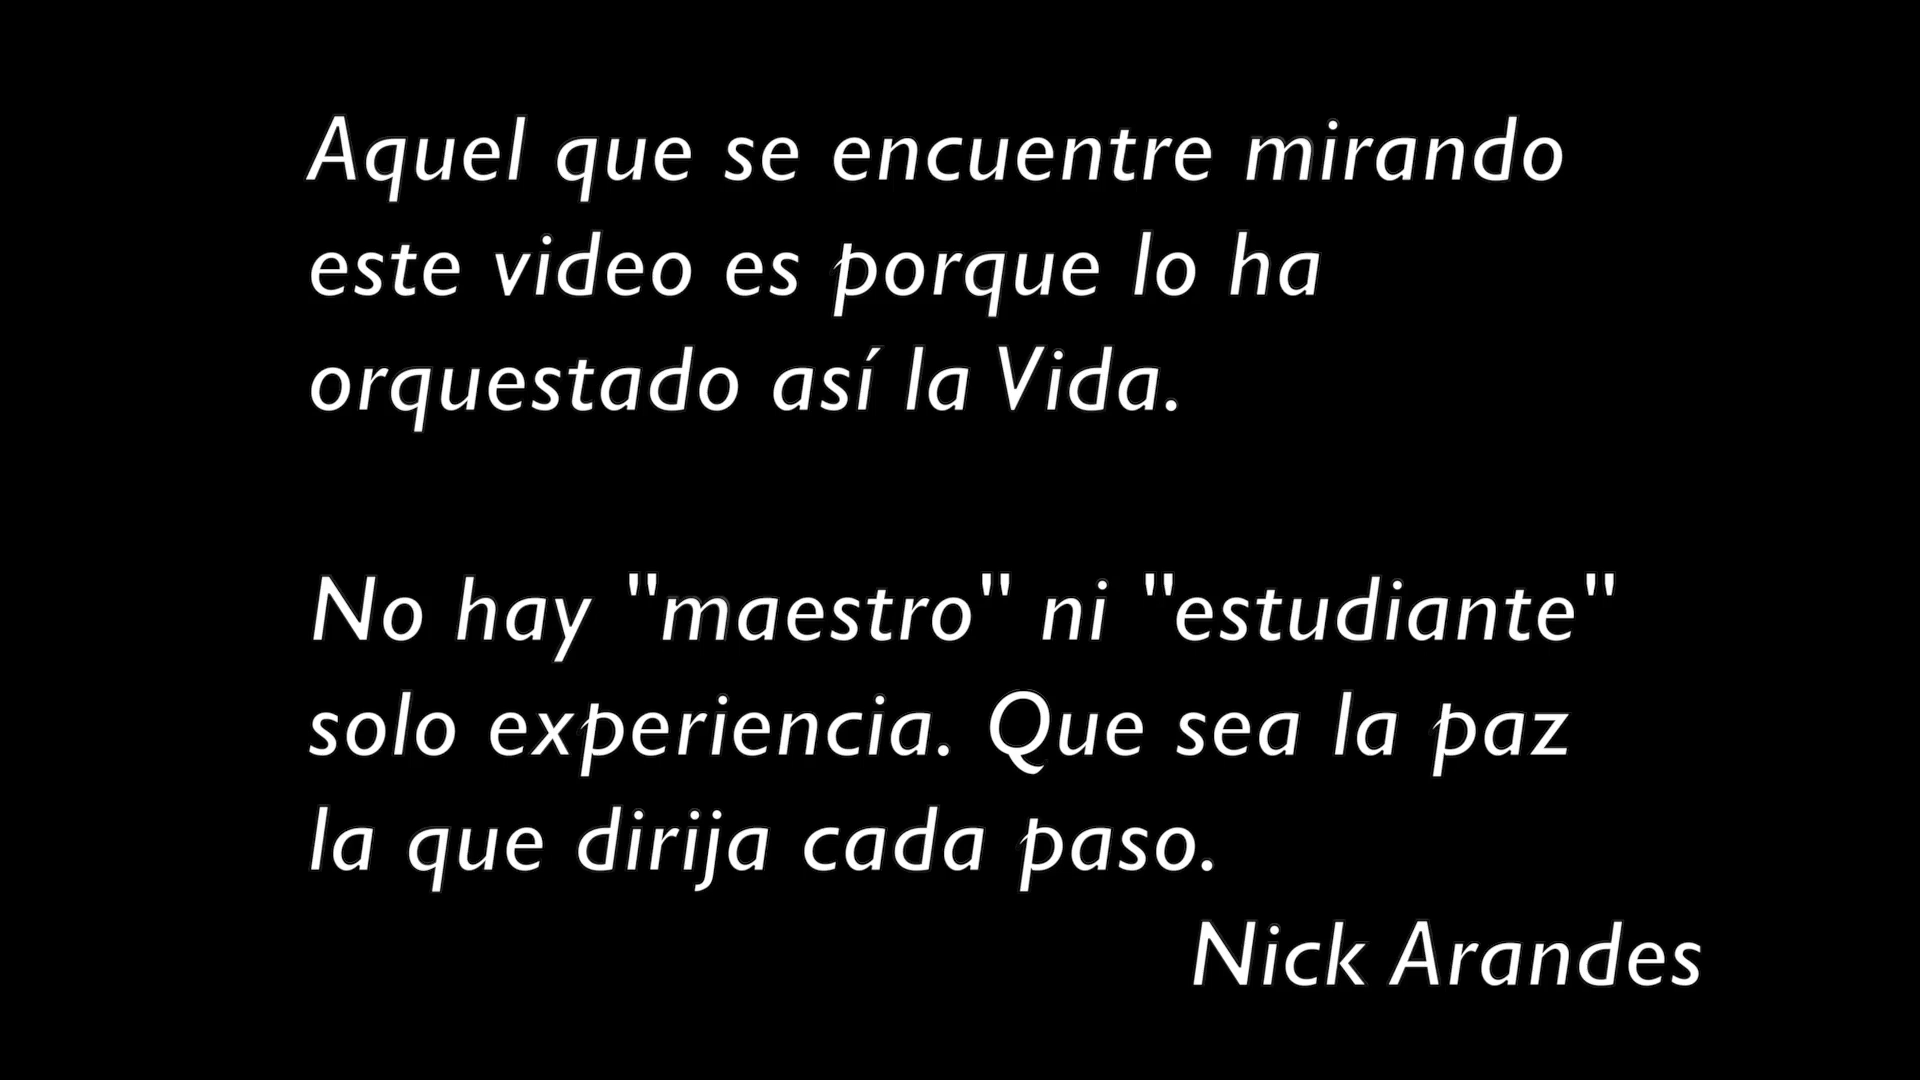 Aquel que se encuentre mirando
este video es porque lo ha
orquestado así la Vida.
No hay "maestro" ni "estudiante"
solo experiencia. Que sea la paz
la que dirija cada paso.
Nick Arandes